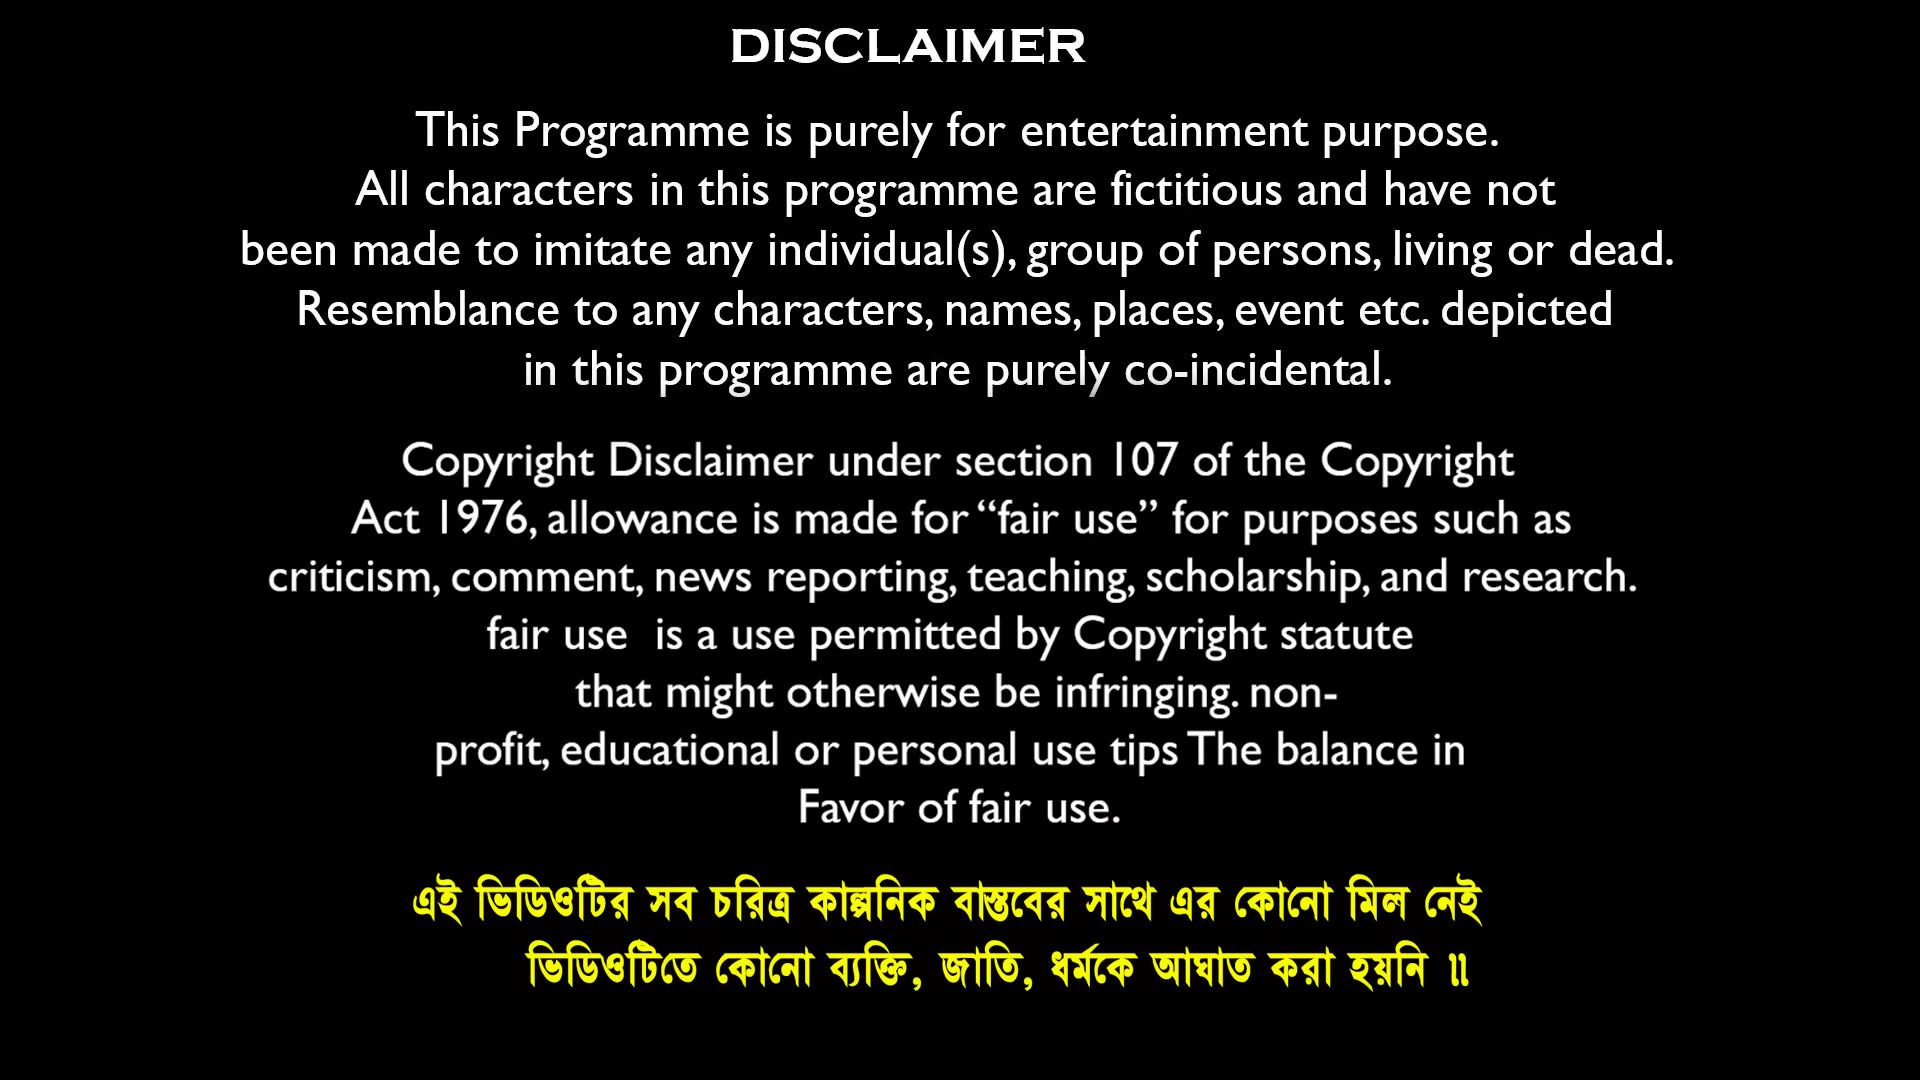 DISCLAIMER
This Programme is purely for entertainment purpose.
All characters in this programme are fictitious and have not
been made to imitate any individual(s), group of persons, living or dead.
Resemblance to any characters, names, places, event etc. depicted
in this programme are purely co-incidental.
Copyright Disclaimer under section 107 of the Copyright
Act 1976, allowance is made for “fair use” for purposes such as
criticism, comment, news reporting, teaching, scholarship, and research.
fair use is a use permitted by Copyright statute
that might otherwise be infringing. non-
profit, educational or personal use tips The balance in
Favor of fair use.
এই ভিডিওটির সব চরিত্র কাল্পনিক বাস্তবের সাথে এর কোনো মিল নেই
ভিডিওটিতে কোনো ব্যক্তি, জাতি, ধর্মকে আঘাত করা হয়নি ॥